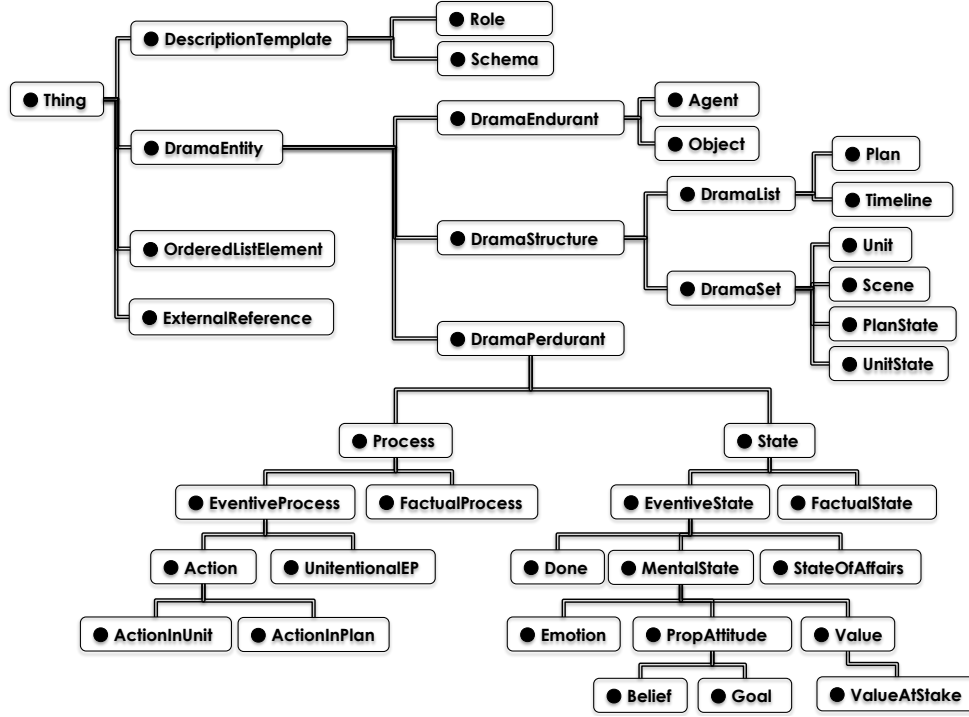 Role
DescriptionTemplate
Schema
Thing
Agent
DramaEndurant
Object
DramaEntity
Plan
DramaList
Timeline
DramaStructure
OrderedListElement
Unit
DramaSet
Scene
ExternalReference
PlanState
DramaPerdurant
UnitState
Process
State
EventiveProcess
FactualProcess
EventiveState
FactualState
Action
UnitentionalEP
Done
MentalState
StateOfAffairs
ActionInUnit
ActionInPlan
Emotion
PropAttitude
Value
Belief
Goal
ValueAtStake